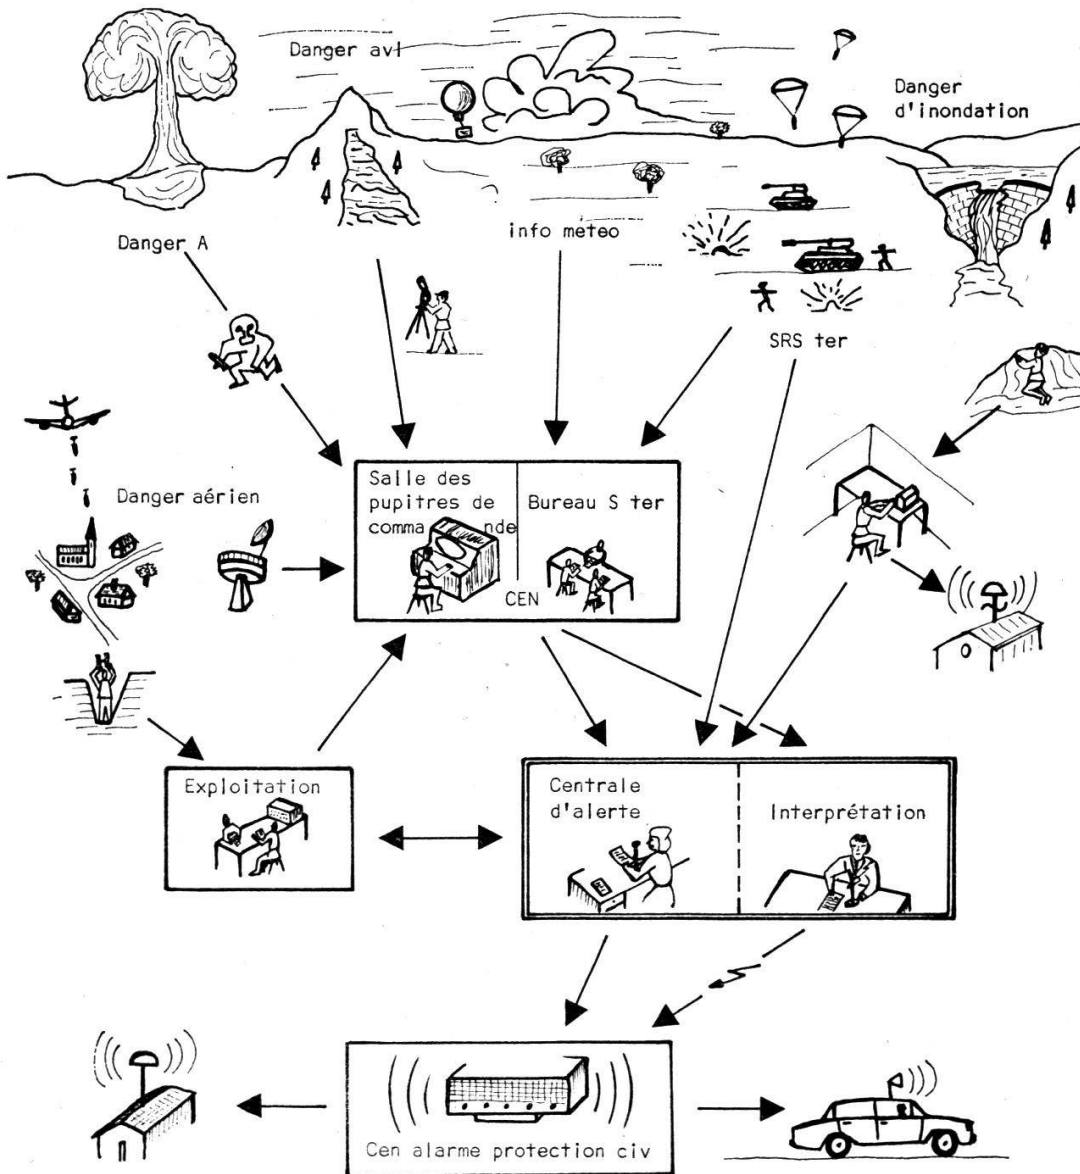 Danger avl
Danger
d'inondation
Danger A
info méteo
SRS ter
Danger aérien
Salle des
pupitres de
commande
Bureau S ter
CEN
Exploitation
Centrale
d'alerte
Interprétation
Cen alarme protection civ